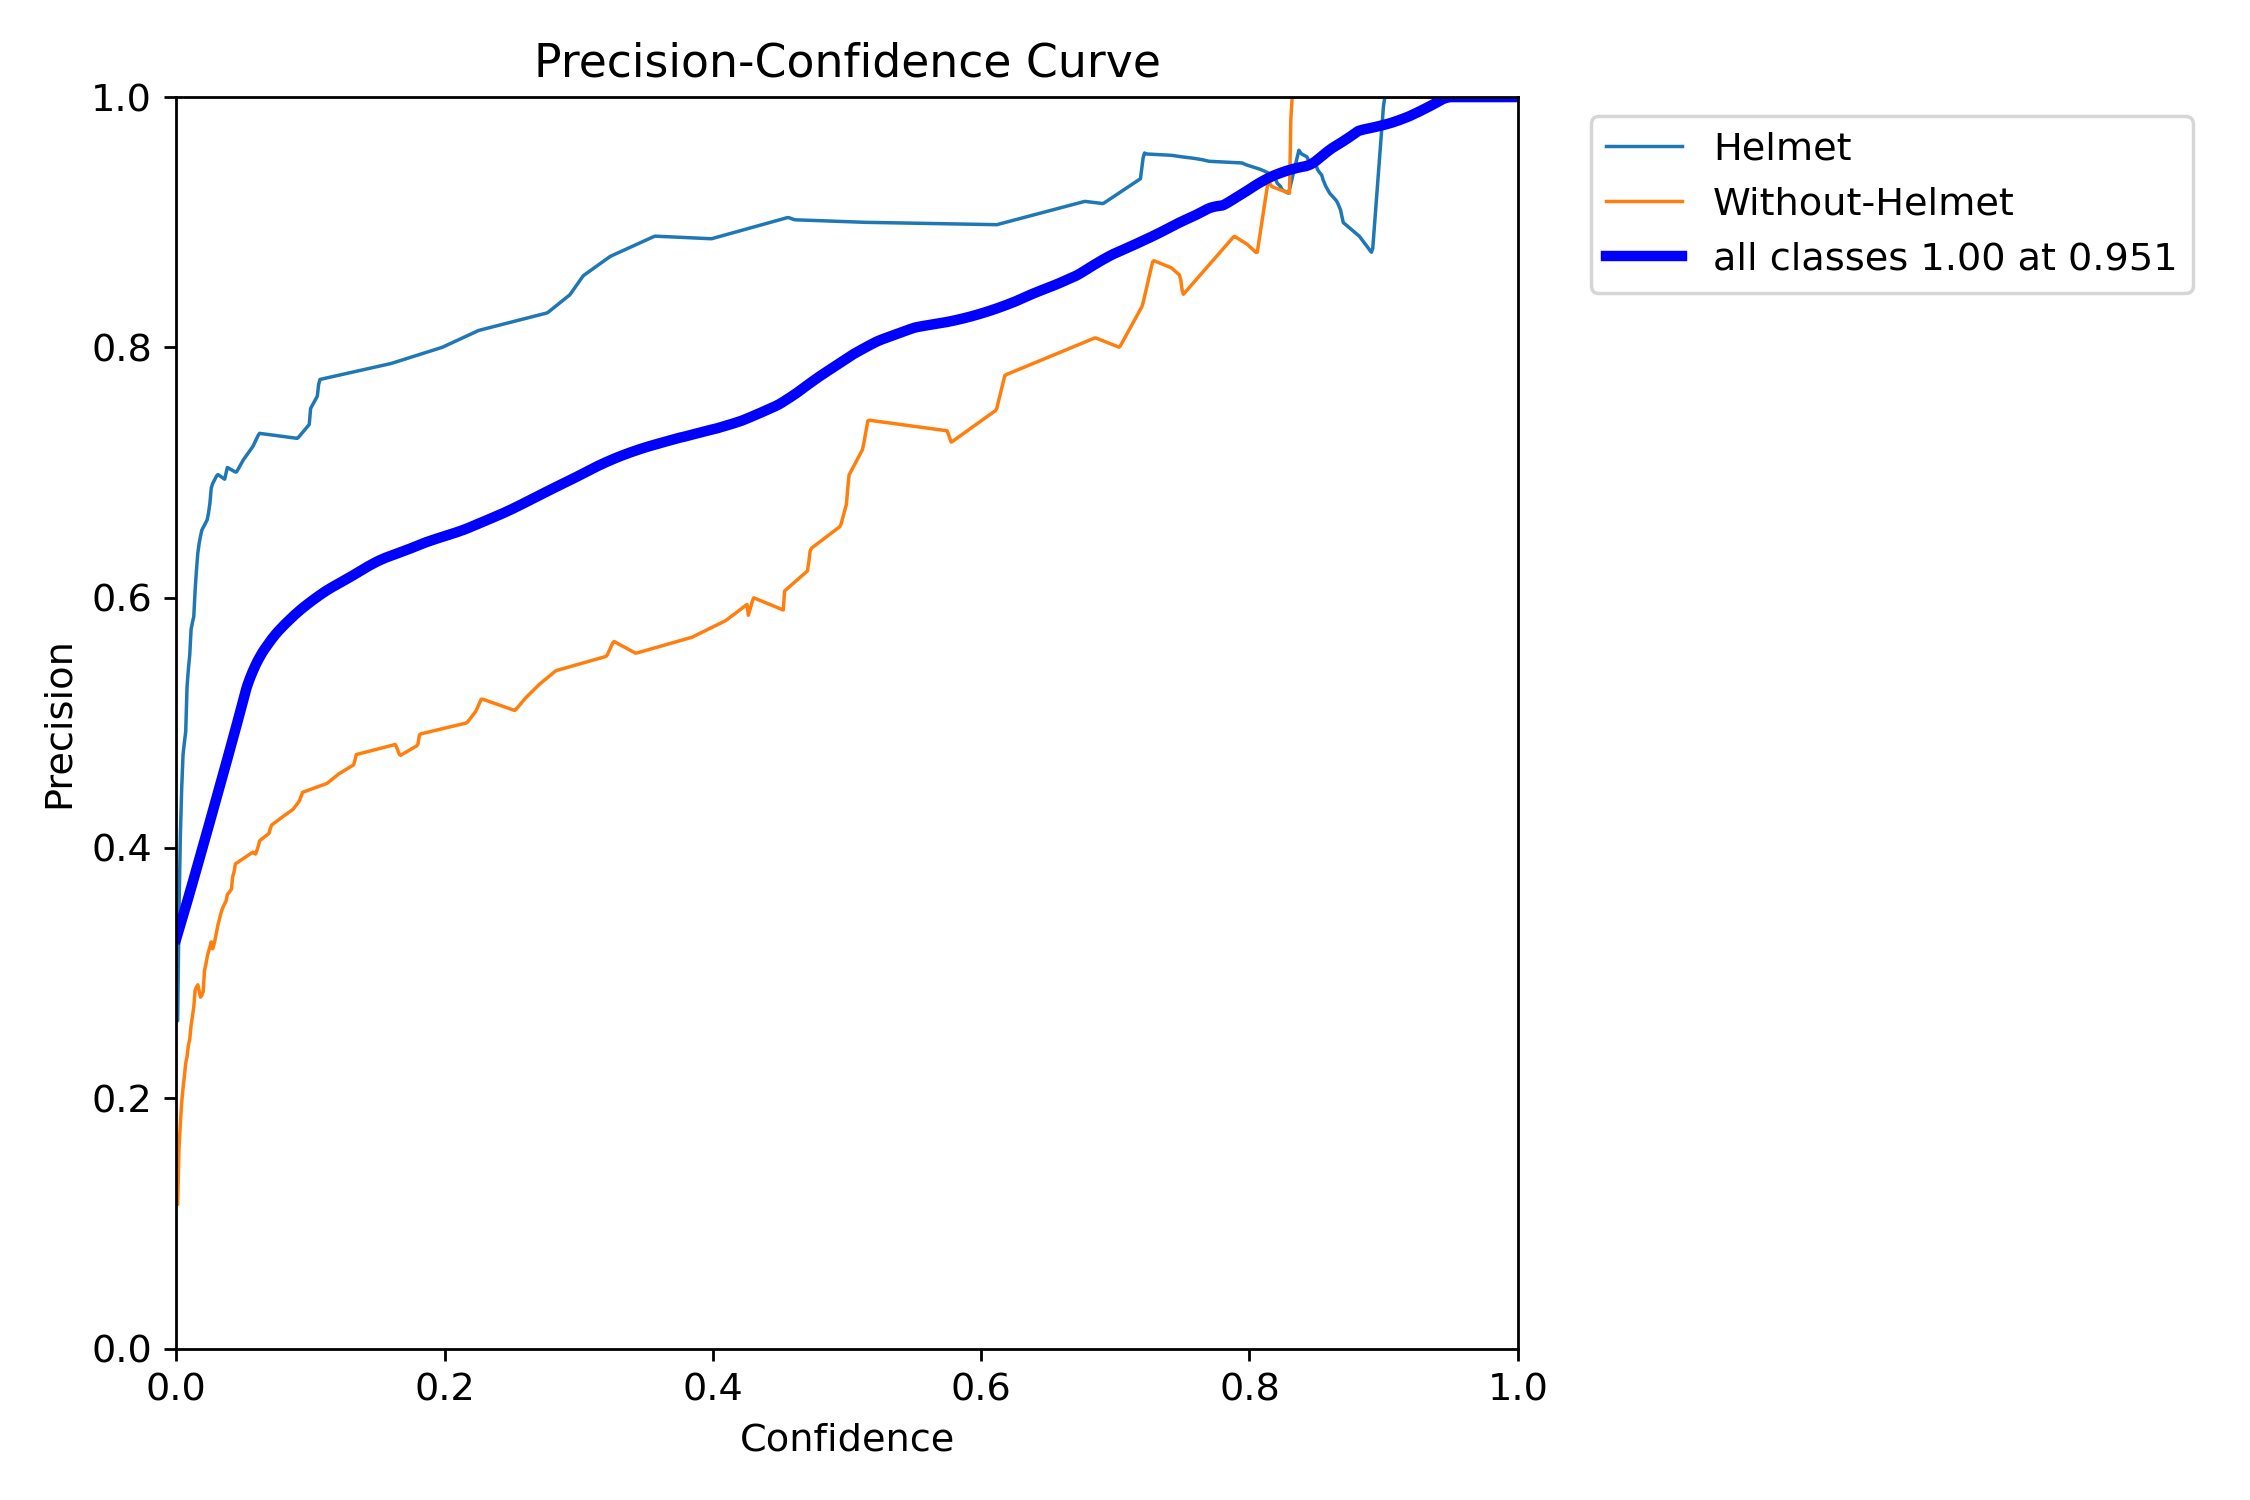 Precision-Confidence Curve
1.0
0.8
0.6
0.4
0.2
0.0
Precision
0.0 0.2 0.4 0.6 0.8 1.0
Confidence
Helmet
Without-Helmet
all classes 1.00 at 0.951